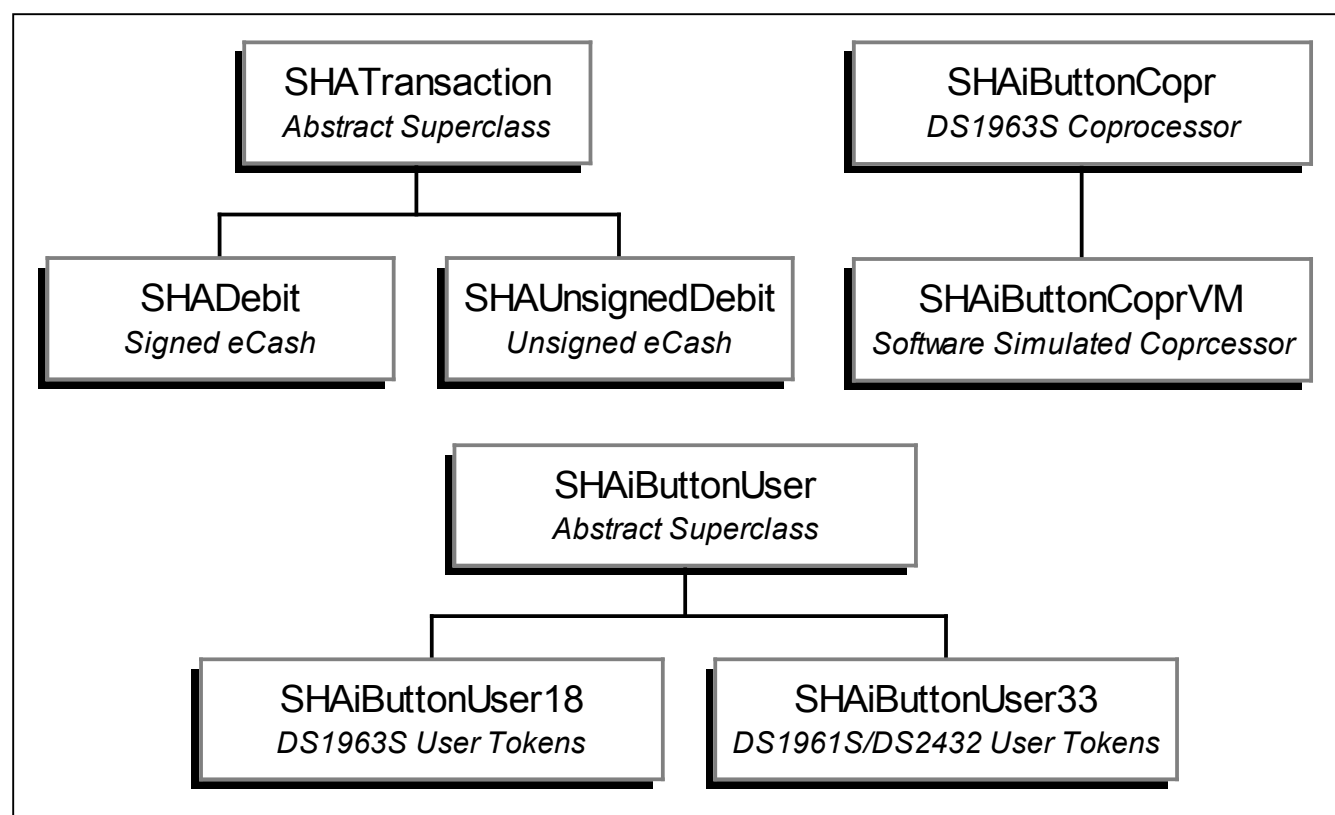 SHATransaction
Abstract Superclass
SHAiButtonCopr
DS1963S Coprocessor
SHADebit
Signed eCash
SHAUnsignedDebit
Unsigned eCash
SHAiButtonCoprVM
Software Simulated Coprcessor
SHAiButtonUser
Abstract Superclass
SHAiButtonUser18
DS1963S User Tokens
SHAiButtonUser33
DS1961S/DS2432 User Tokens